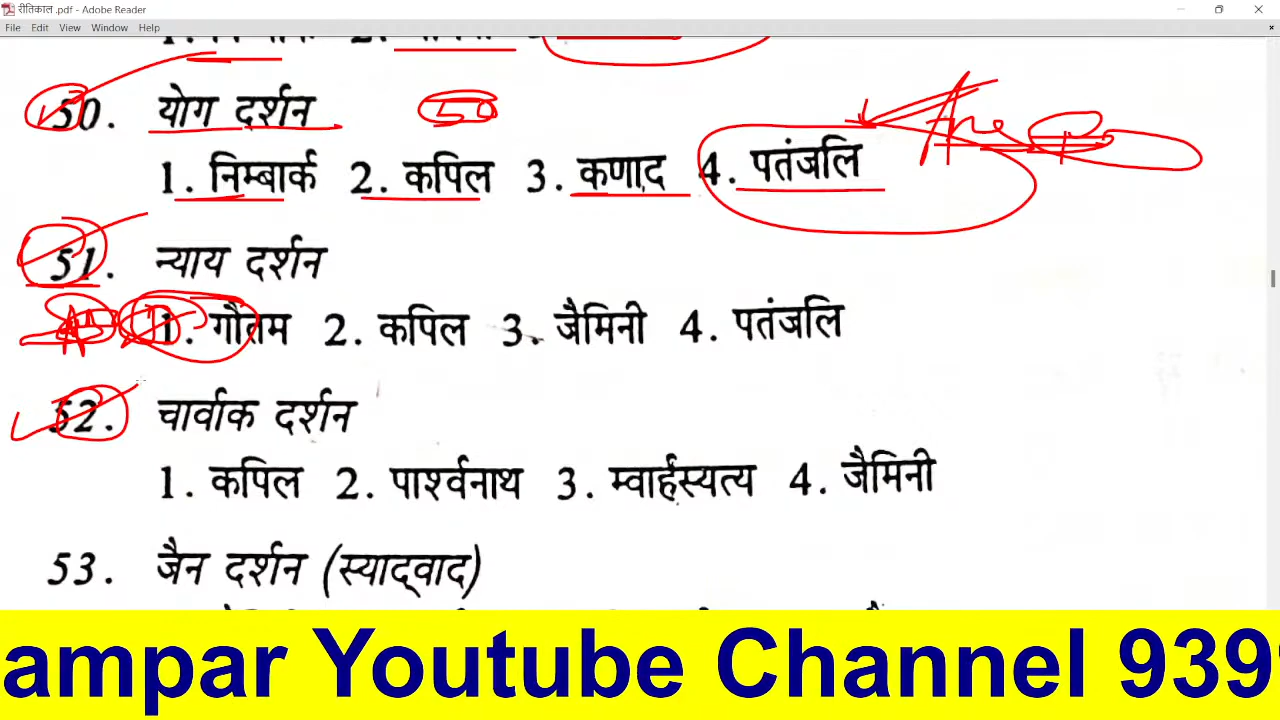 रीतिकाल .pdf - Adobe Reader
File Edit View Window Help
50. योग दर्शन 50
1. निम्बार्क 2. कपिल 3. कणाद 4. पतंजलि
51. न्याय दर्शन
1. गौतम 2. कपिल 3. जैमिनी 4. पतंजलि
52. चार्वाक दर्शन
1. कपिल 2. पार्श्वनाथ 3. म्वार्हस्यत्य 4. जैमिनी
53. जैन दर्शन (स्याद्वाद)
ampar Youtube Channel 939